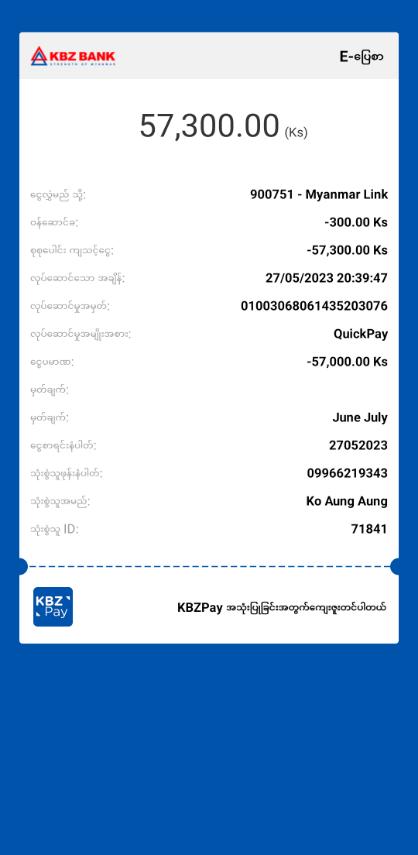 KBZ BANK
STRENGTH OF MYANMAR
E-ပြေစာ
57,300.00 (Ks)
ငွေလွှဲမည် သို့: 900751 - Myanmar Link
ဝန်ဆောင်ခ: -300.00 Ks
စုစုပေါင်း ကျသင့်ငွေ: -57,300.00 Ks
လုပ်ဆောင်သော အချိန်: 27/05/2023 20:39:47
လုပ်ဆောင်မှုအမှတ်: 01003068061435203076
လုပ်ဆောင်မှုအမျိုးအစား: QuickPay
ငွေပမာဏ: -57,000.00 Ks
မှတ်ချက်:
မှတ်ချက်: June July
ငွေစာရင်းနံပါတ်: 27052023
သုံးစွဲသူဖုန်းနံပါတ်: 09966219343
သုံးစွဲသူအမည်: Ko Aung Aung
သုံးစွဲသူ ID: 71841
KBZ Pay
KBZPay အသုံးပြုခြင်းအတွက်ကျေးဇူးတင်ပါတယ်